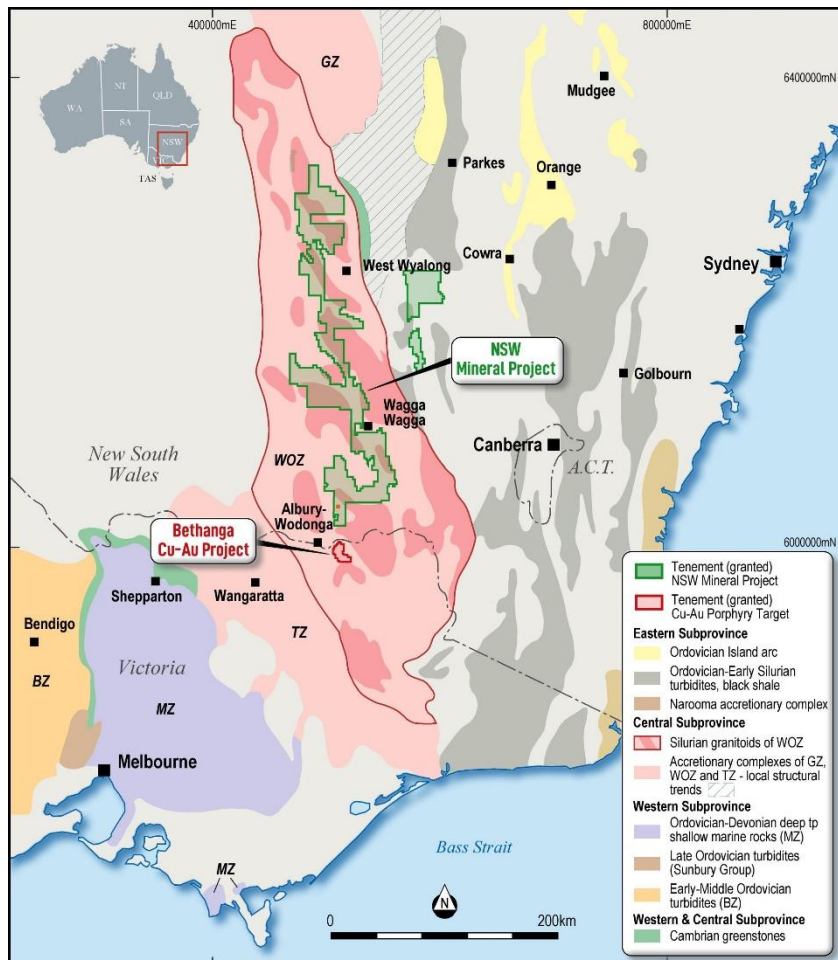 400000mE
800000mE
6400000mN
6000000mN
NT
QLD
WA
SA
NSW
VIC
TAS
GZ
Mudgee
Parkes
Orange
West Wyalong
Cowra
Sydney
NSW
Mineral Project
Golbourn
Wagga
Wagga
Canberra
A.C.T.
New South
Wales
WOZ
Albury-
Wodonga
Bethanga
Cu-Au Project
Shepparton
Wangaratta
Bendigo
BZ
TZ
Victoria
MZ
Melbourne
MZ
Bass Strait
N
0
200km
Tenement (granted)
NSW Mineral Project
Tenement (granted)
Cu-Au Porphyry Target
Eastern Subprovince
Ordovician Island arc
Ordovician-Early Silurian
turbidites, black shale
Narooma accretionary complex
Central Subprovince
Silurian granitoids of WOZ
Accretionary complexes of GZ,
WOZ and TZ - local structural
trends
Western Subprovince
Ordovician-Devonian deep tp
shallow marine rocks (MZ)
Late Ordovician turbidites
(Sunbury Group)
Early-Middle Ordovician
turbidites (BZ)
Western & Central Subprovince
Cambrian greenstones